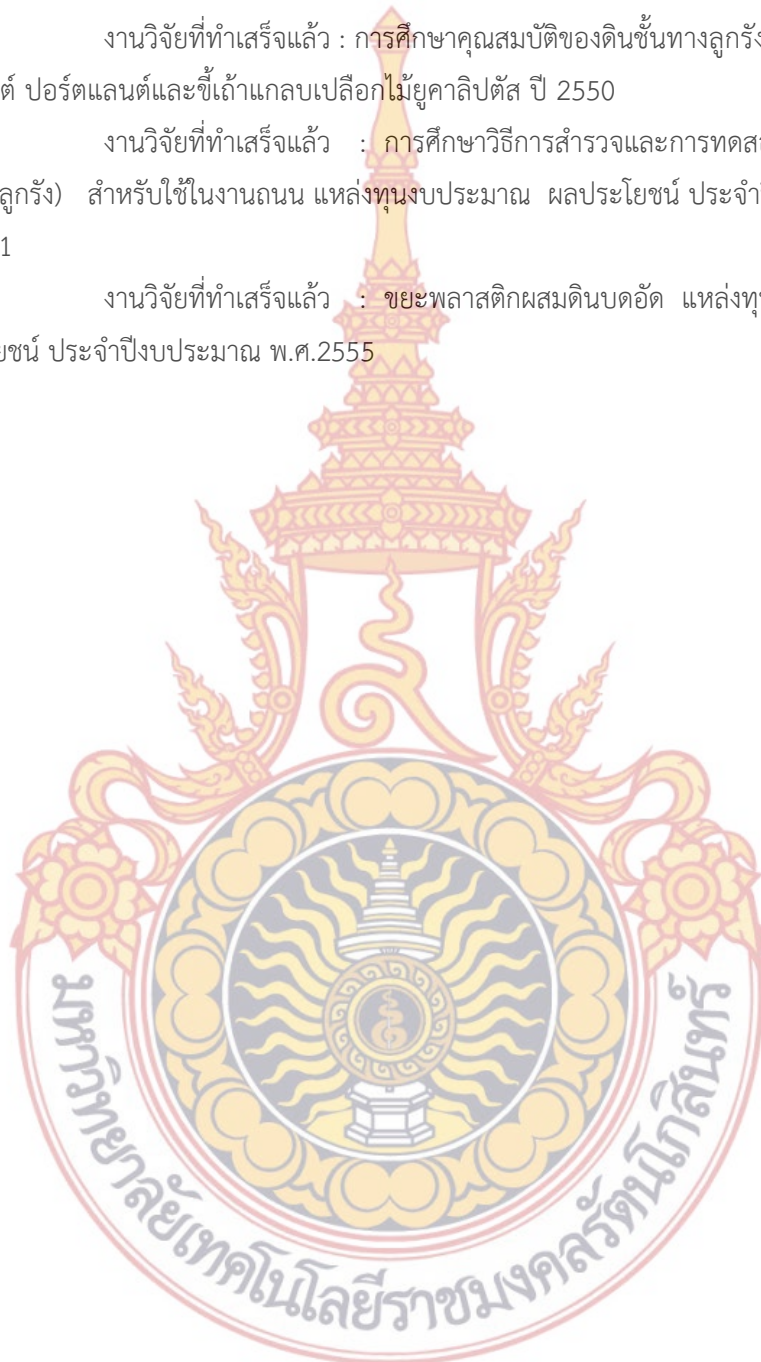 งานวิจัยที่ทำเสร็จแล้ว : การศึกษาคุณสมบัติของดินชั้นทางลูกรัง
ต์ ปอร์ตแลนต์และขี้เถ้าแกลบเปลือกไม้ยูคาลิปตัส ปี 2550
งานวิจัยที่ทำเสร็จแล้ว : การศึกษาวิธีการสำรวจและการทดส
ลูกรัง) สำหรับใช้ในงานถนน แหล่งทุนงบประมาณ ผลประโยชน์ ประจำ
1
งานวิจัยที่ทำเสร็จแล้ว : ขยะพลาสติกผสมดินบดอัด แหล่งทุ
ยชน์ ประจำปีงบประมาณ พ.ศ.2555
มหาวิทยาลัยเทคโนโลยีราชมงคลรัตนโกสินทร์